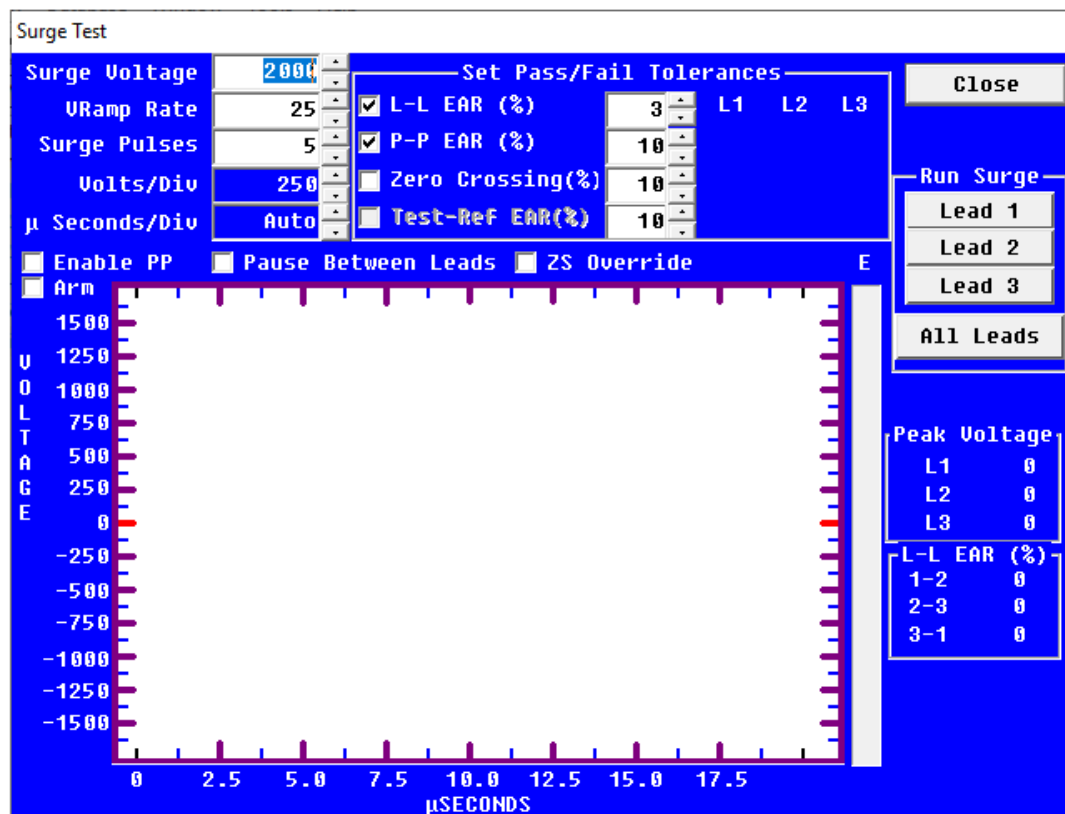 Surge Test
Surge Voltage 2000
VRamp Rate 25
Surge Pulses 5
Volts/Div 250
µ Seconds/Div Auto
Set Pass/Fail Tolerances
L-L EAR (%) 3 L1 L2 L3
P-P EAR (%) 10
Zero Crossing(%) 10
Test-Ref EAR(%) 10
Close
Run Surge
Lead 1
Lead 2
Lead 3
All Leads
Enable PP Pause Between Leads ZS Override E
Arm
VOLTAGE
1500
1250
1000
750
500
250
0
-250
-500
-750
-1000
-1250
-1500
0 2.5 5.0 7.5 10.0 12.5 15.0 17.5
µSECONDS
Peak Voltage
L1 0
L2 0
L3 0
L-L EAR (%)
1-2 0
2-3 0
3-1 0